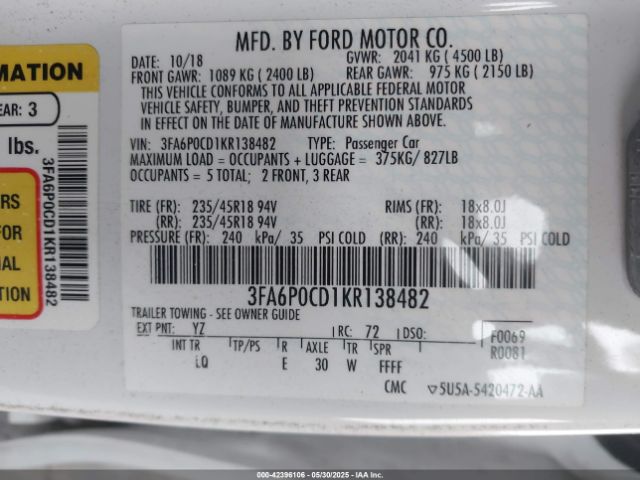 MFD. BY FORD MOTOR CO.
DATE: 10/18 GVWR: 2041 KG ( 4500 LB)
FRONT GAWR: 1089 KG ( 2400 LB) REAR GAWR: 975 KG ( 2150 LB)
THIS VEHICLE CONFORMS TO ALL APPLICABLE FEDERAL MOTOR
VEHICLE SAFETY, BUMPER, AND THEFT PREVENTION STANDARDS
IN EFFECT ON THE DATE OF MANUFACTURE SHOWN ABOVE.
VIN: 3FA6P0CD1KR138482 TYPE: Passenger Car
MAXIMUM LOAD = OCCUPANTS + LUGGAGE = 375KG/ 827LB
OCCUPANTS = 5 TOTAL; 2 FRONT, 3 REAR
TIRE (FR): 235/45R18 94V RIMS (FR): 18x8.0J
(RR): 235/45R18 94V (RR): 18x8.0J
PRESSURE (FR): 240 kPa/ 35 PSI COLD (RR): 240 kPa/ 35 PSI COLD
3FA6P0CD1KR138482
TRAILER TOWING - SEE OWNER GUIDE
EXT PNT: YZ RC: 72 DSO: F0069
INT TR TP/PS R AXLE TR SPR R0081
LQ E 30 W FFFF
CMC 5U5A-5420472-AA
RMATION
EAR: 3
lbs.
RS
FOR
NAL
TION
3FA6P0CD1KR138482
000-42396106 - 05/30/2025 - IAA, Inc.